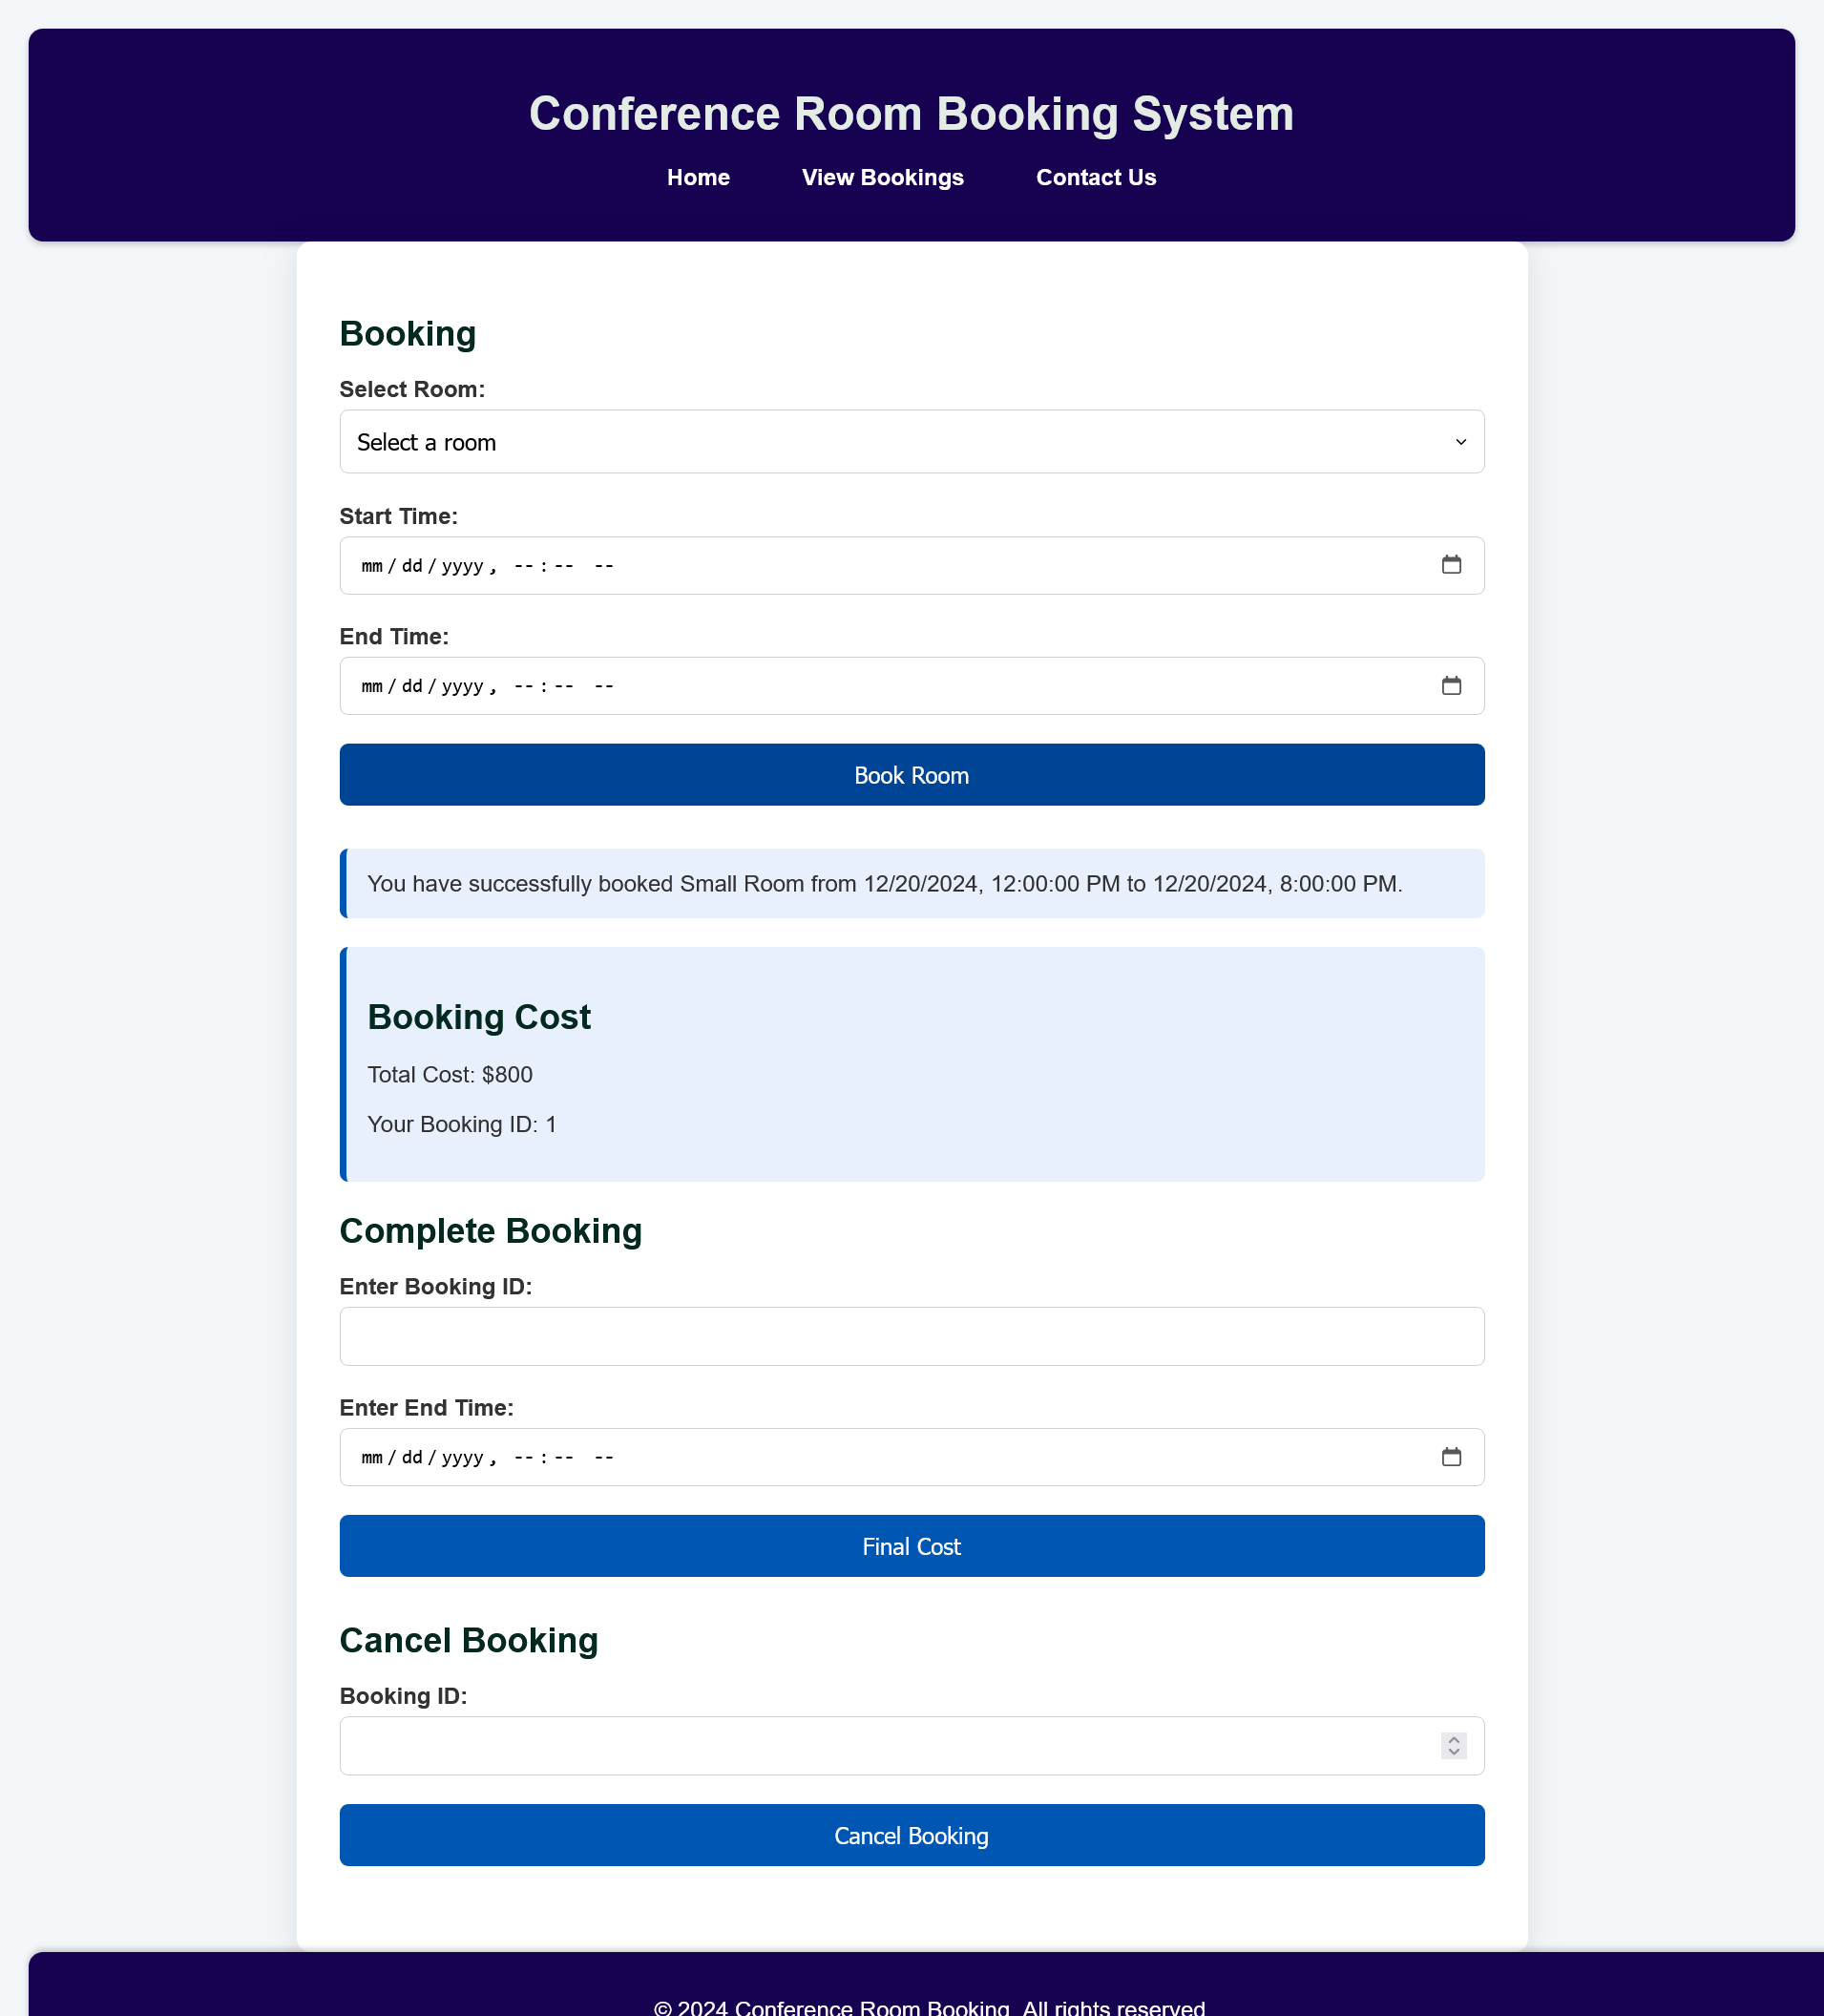 Conference Room Booking System
Home View Bookings Contact Us
Booking
Select Room:
Select a room
Start Time:
mm/dd/yyyy, --:-- --
End Time:
mm/dd/yyyy, --:-- --
Book Room
You have successfully booked Small Room from 12/20/2024, 12:00:00 PM to 12/20/2024, 8:00:00 PM.
Booking Cost
Total Cost: $800
Your Booking ID: 1
Complete Booking
Enter Booking ID:
Enter End Time:
mm/dd/yyyy, --:-- --
Final Cost
Cancel Booking
Booking ID:
Cancel Booking
© 2024 Conference Room Booking. All rights reserved